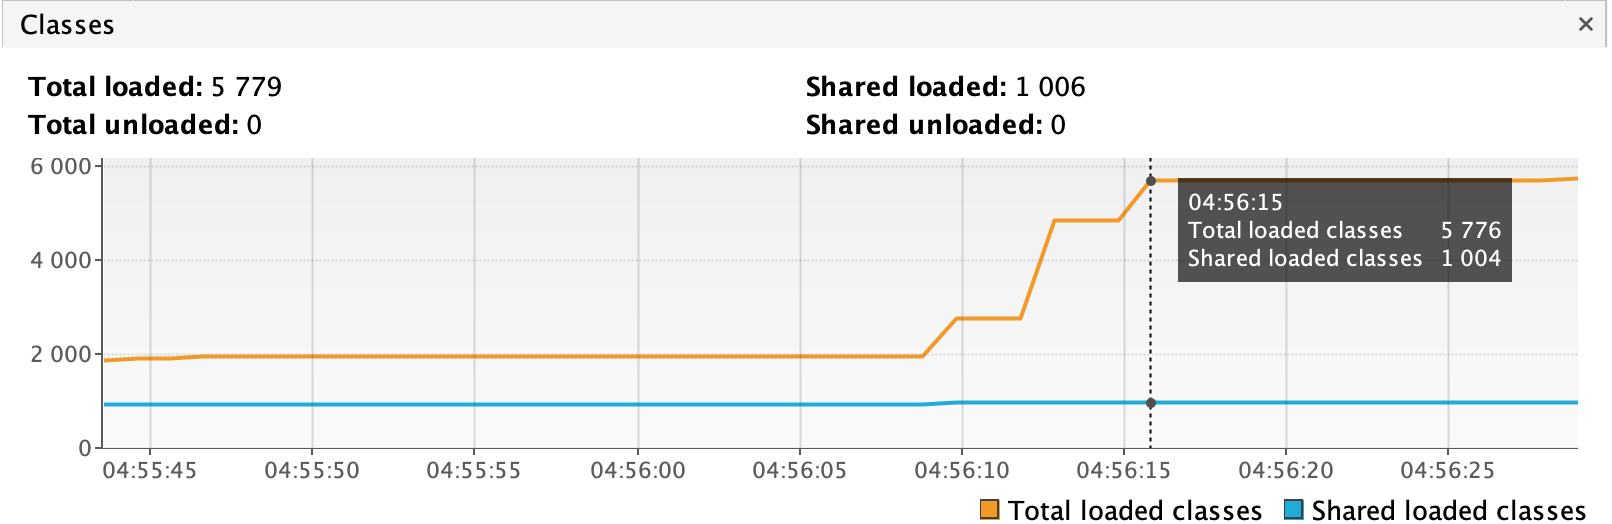 Classes ×
Total loaded: 5 779 Shared loaded: 1 006
Total unloaded: 0 Shared unloaded: 0
6 000
4 000
2 000
0
04:56:15
Total loaded classes 5 776
Shared loaded classes 1 004
04:55:45 04:55:50 04:55:55 04:56:00 04:56:05 04:56:10 04:56:15 04:56:20 04:56:25
Total loaded classes Shared loaded classes